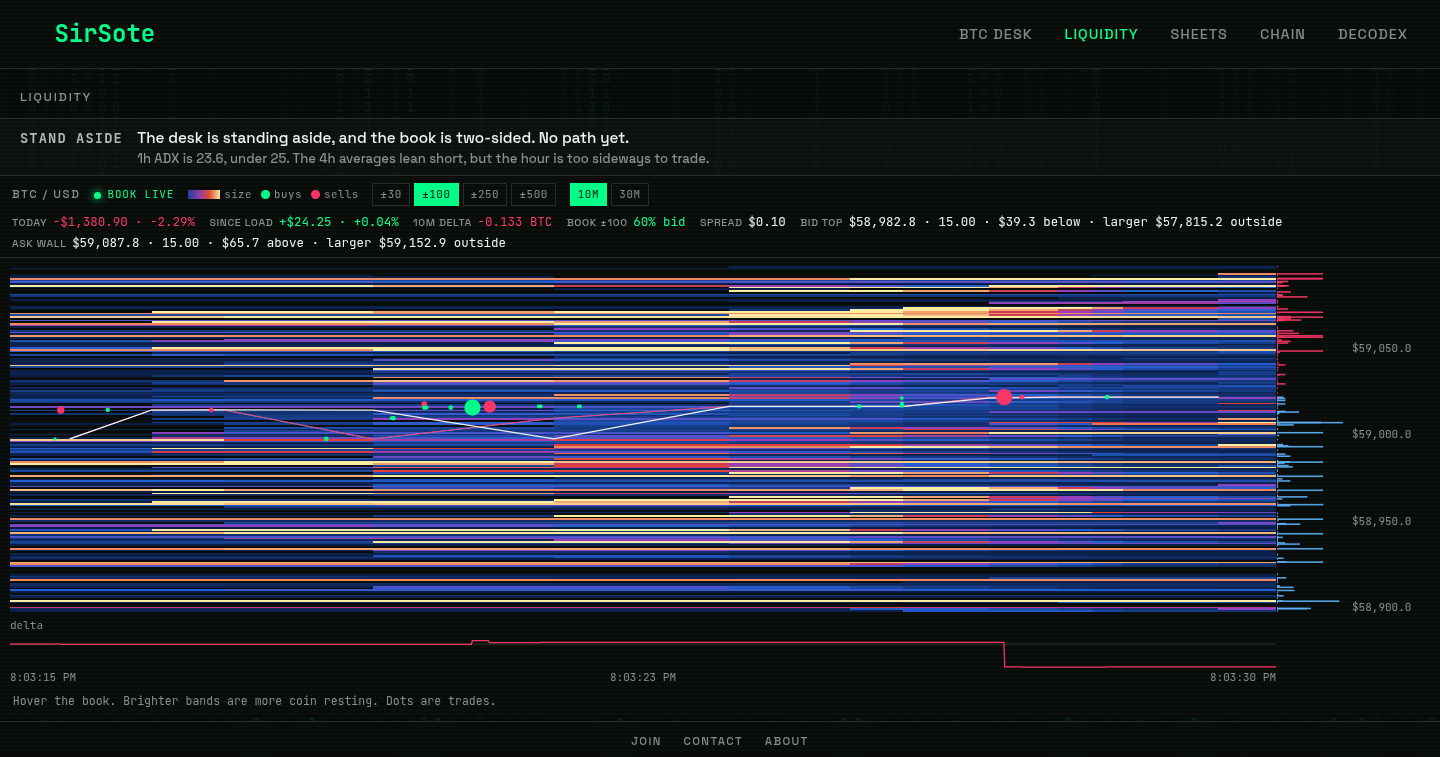 SirSote
BTC DESK LIQUIDITY SHEETS CHAIN DECODEX
LIQUIDITY
STAND ASIDE The desk is standing aside, and the book is two-sided. No path yet.
1h ADX is 23.6, under 25. The 4h averages lean short, but the hour is too sideways to trade.
BTC / USD BOOK LIVE size buys sells ±30 ±100 ±250 ±500 10M 30M
TODAY -$1,380.90 · -2.29% SINCE LOAD +$24.25 · +0.04% 10M DELTA -0.133 BTC BOOK ±100 60% bid SPREAD $0.10 BID TOP $58,982.8 · 15.00 · $39.3 below · larger $57,815.2 outside
ASK WALL $59,087.8 · 15.00 · $65.7 above · larger $59,152.9 outside
$59,050.0
$59,000.0
$58,950.0
$58,900.0
delta
8:03:15 PM 8:03:23 PM 8:03:30 PM
Hover the book. Brighter bands are more coin resting. Dots are trades.
JOIN CONTACT ABOUT